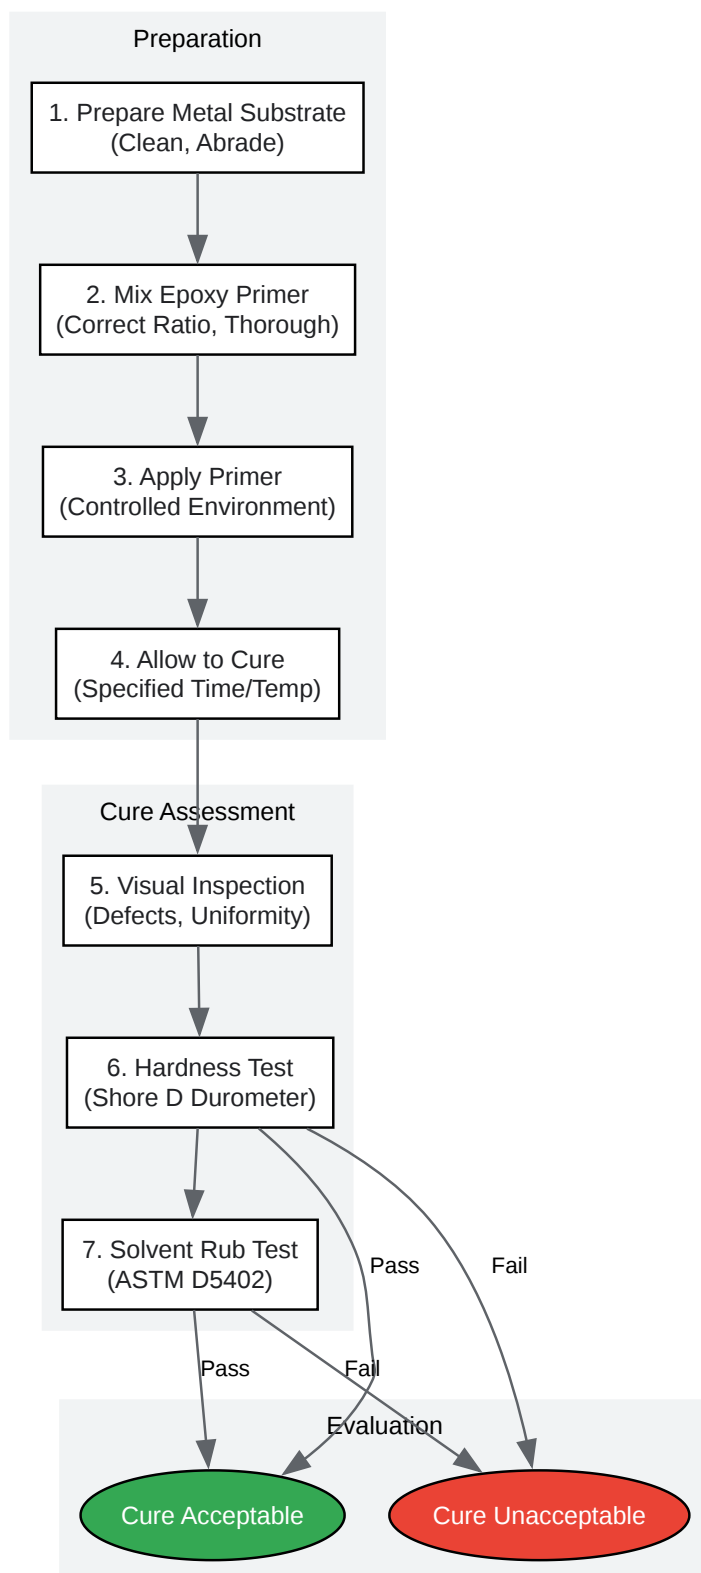 Preparation
1. Prepare Metal Substrate
(Clean, Abrade)
2. Mix Epoxy Primer
(Correct Ratio, Thorough)
3. Apply Primer
(Controlled Environment)
4. Allow to Cure
(Specified Time/Temp)
Cure Assessment
5. Visual Inspection
(Defects, Uniformity)
6. Hardness Test
(Shore D Durometer)
7. Solvent Rub Test
(ASTM D5402)
Pass
Fail
Pass
Fail
Evaluation
Cure Acceptable
Cure Unacceptable